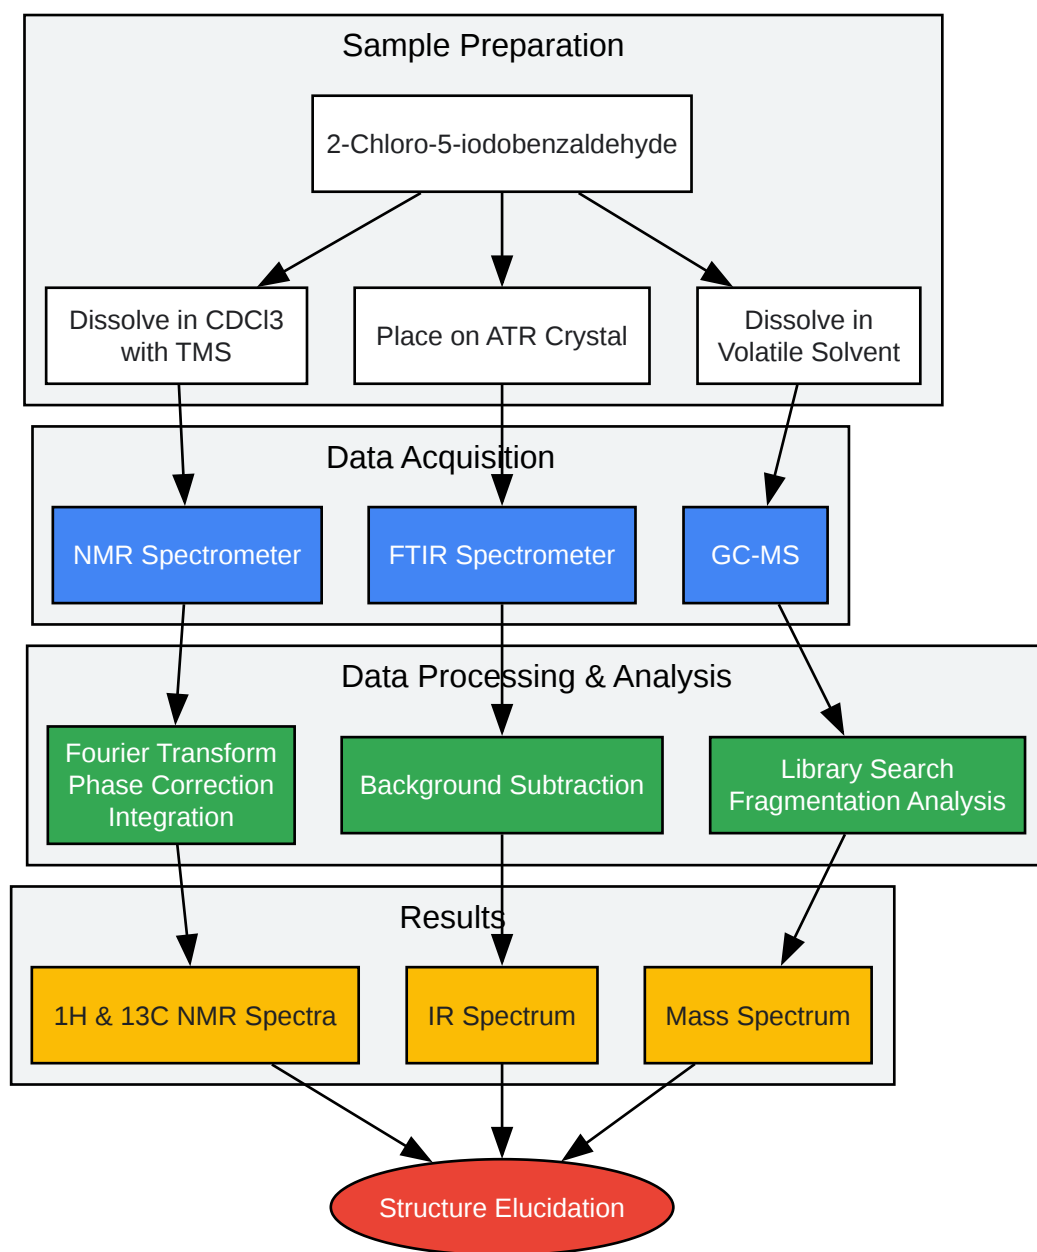 Sample Preparation
2-Chloro-5-iodobenzaldehyde
Dissolve in CDCl3
with TMS
Place on ATR Crystal
Dissolve in
Volatile Solvent
Data Acquisition
NMR Spectrometer
FTIR Spectrometer
GC-MS
Data Processing & Analysis
Fourier Transform
Phase Correction
Integration
Background Subtraction
Library Search
Fragmentation Analysis
Results
1H & 13C NMR Spectra
IR Spectrum
Mass Spectrum
Structure Elucidation